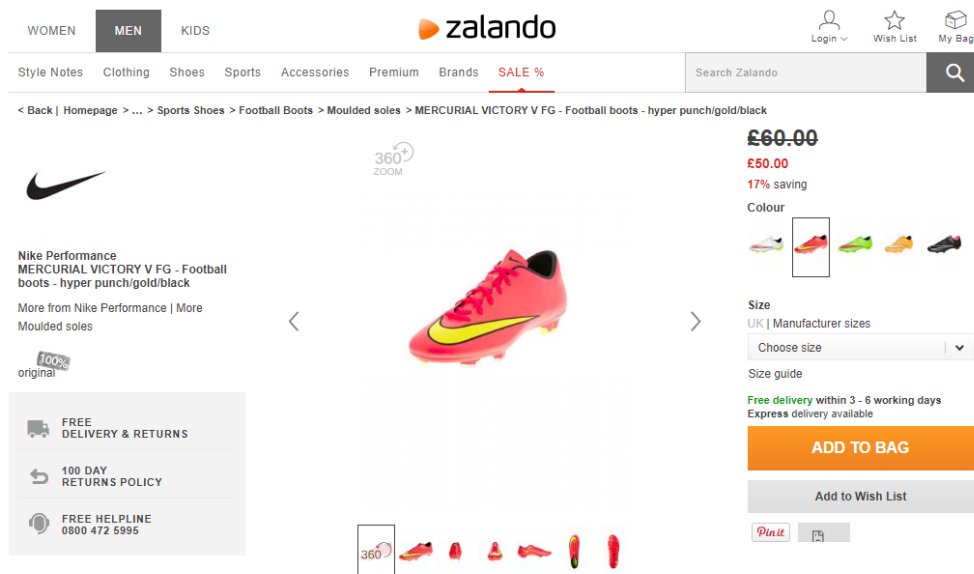 WOMEN MEN KIDS
zalando
Login Wish List My Bag
Style Notes Clothing Shoes Sports Accessories Premium Brands SALE %
Search Zalando
< Back | Homepage > ... > Sports Shoes > Football Boots > Moulded soles > MERCURIAL VICTORY V FG - Football boots - hyper punch/gold/black
Nike Performance
MERCURIAL VICTORY V FG - Football
boots - hyper punch/gold/black
More from Nike Performance | More
Moulded soles
100%
original
FREE
DELIVERY & RETURNS
100 DAY
RETURNS POLICY
FREE HELPLINE
0800 472 5995
360
ZOOM
360
£60.00
£50.00
17% saving
Colour
Size
UK | Manufacturer sizes
Choose size
Size guide
Free delivery within 3 - 6 working days
Express delivery available
ADD TO BAG
Add to Wish List
Pin it